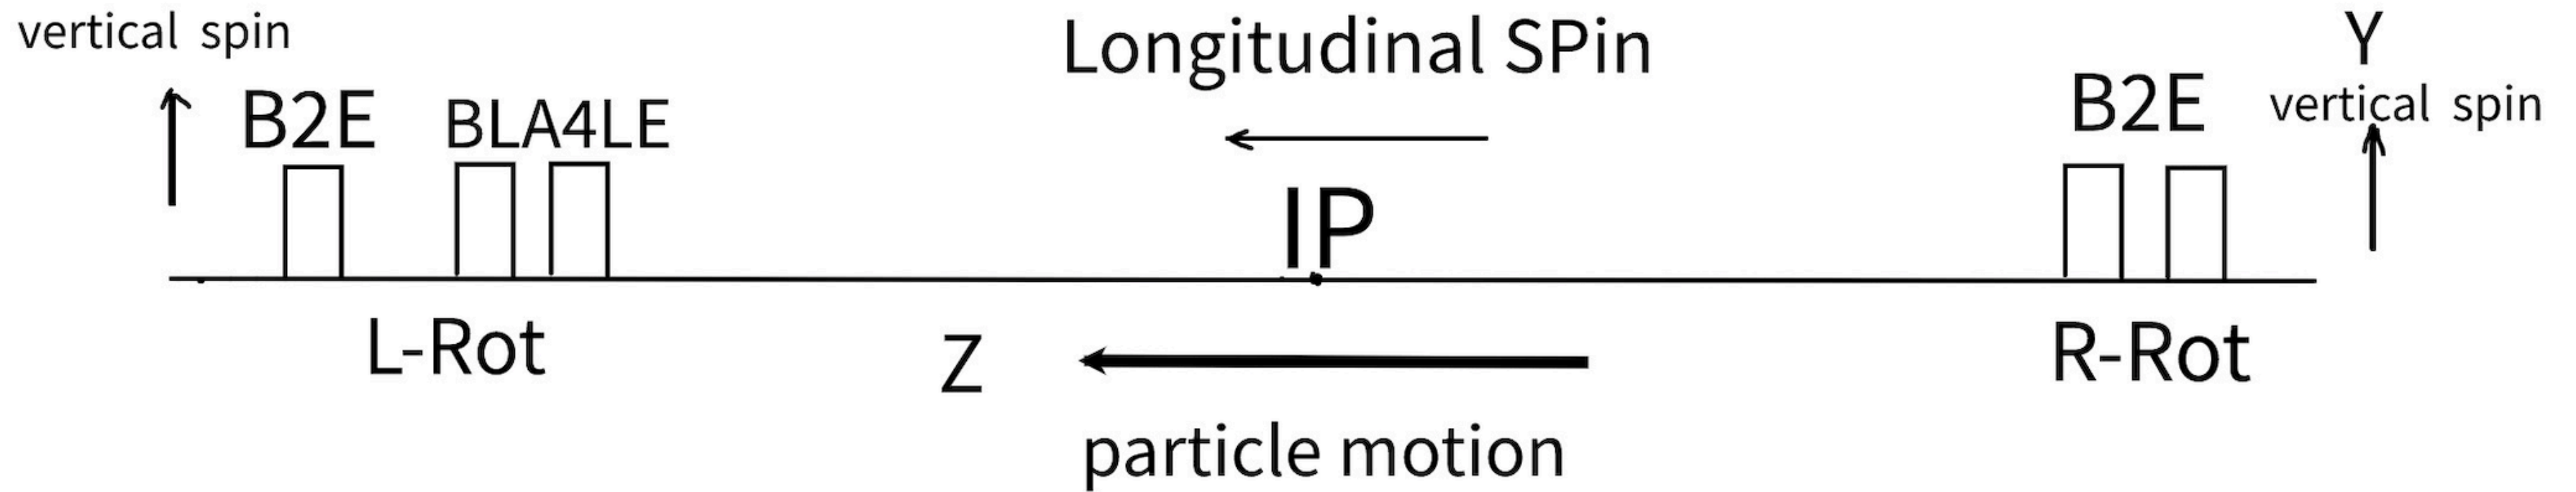 vertical spin
B2E
BLA4LE
Longitudinal SPin
IP
Y
B2E
vertical spin
L-Rot
Z
R-Rot
particle motion